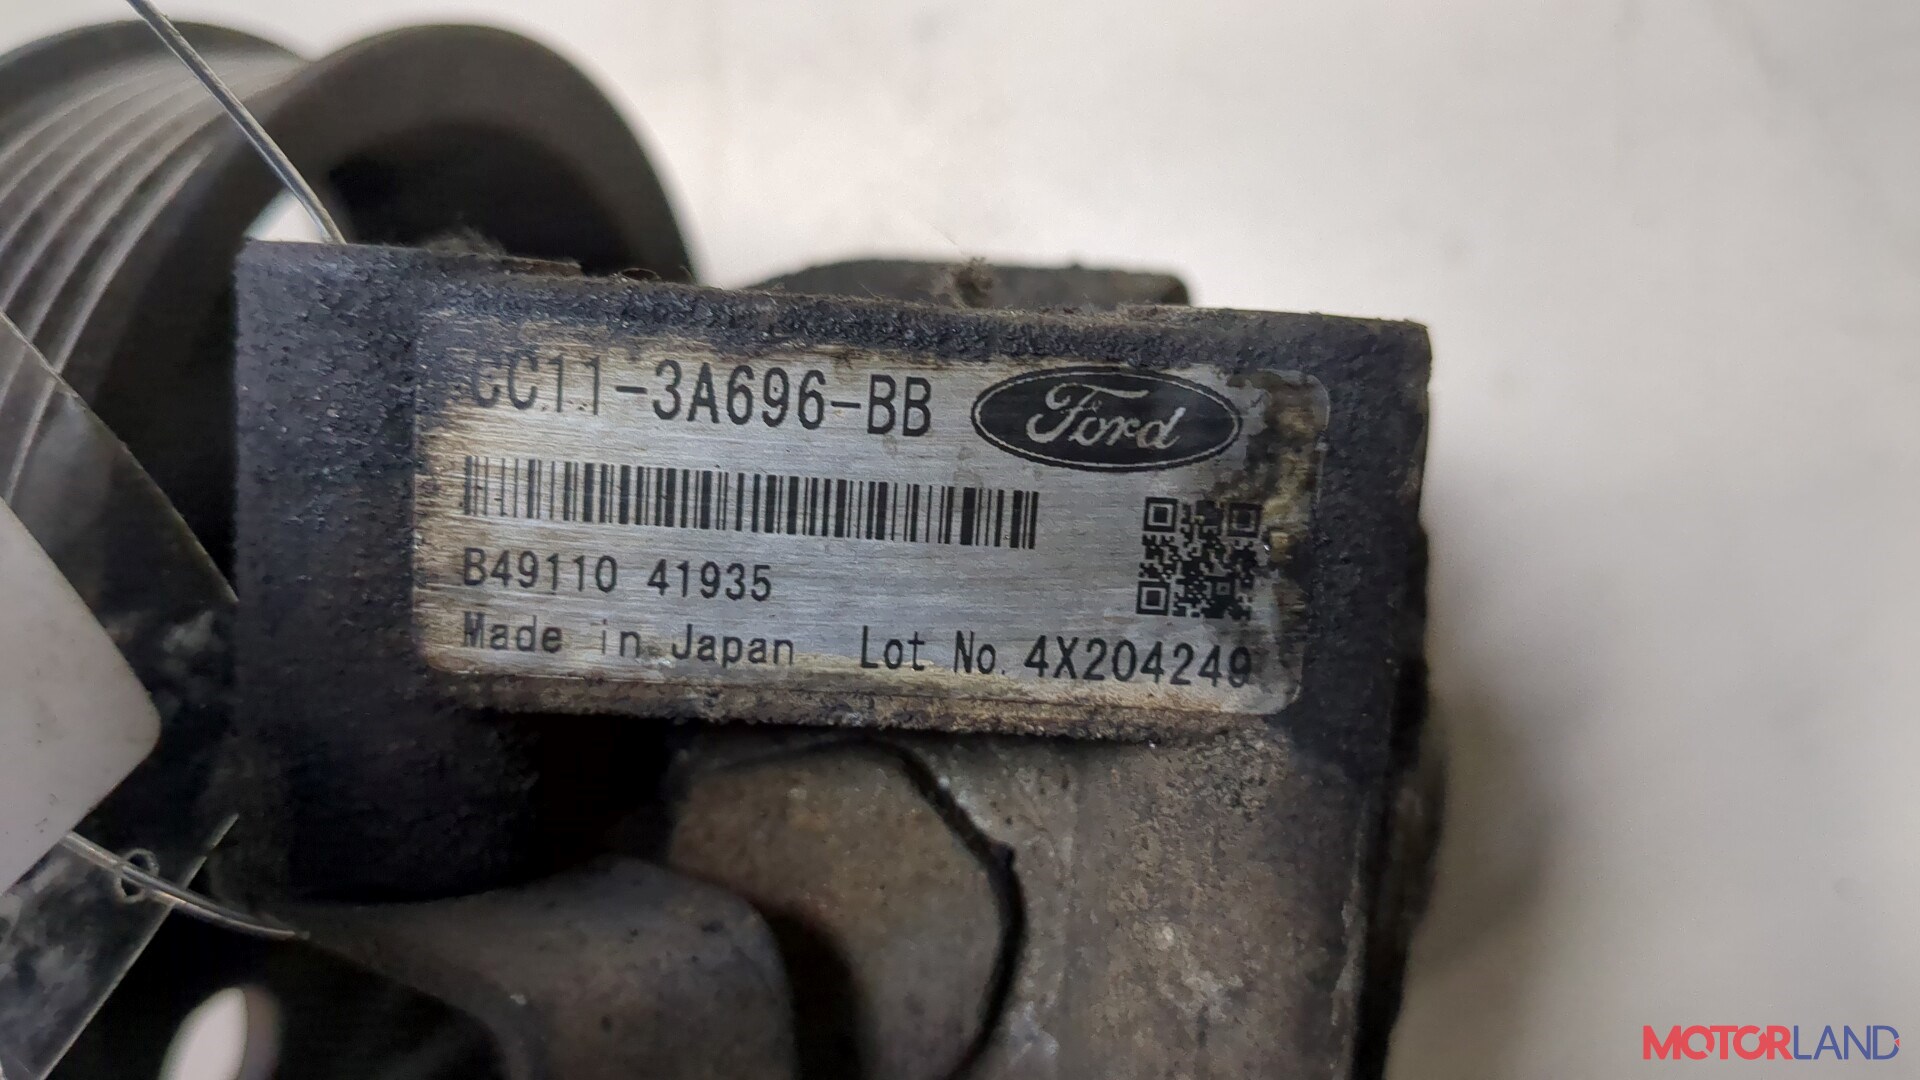 CC11-3A696-BB
Ford
B49110 41935
Made in Japan Lot No. 4X204249
MOTORLAND